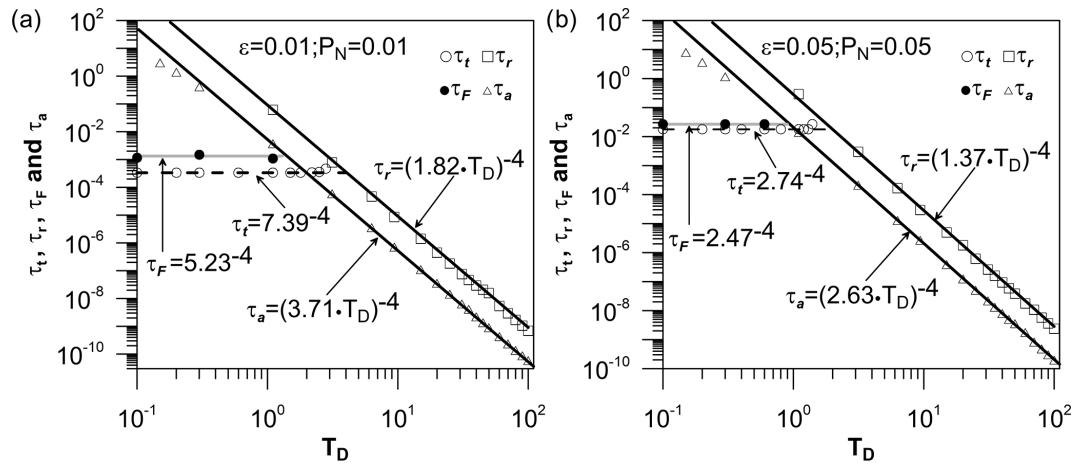 (a)
ε=0.01;P_N=0.01
τ_t τ_r
τ_F τ_a
10^2
10^0
10^-2
10^-4
10^-6
10^-8
10^-10
τ_t, τ_r, τ_F and τ_a
τ_r=(1.82·T_D)^-4
τ_t=7.39^-4
τ_F=5.23^-4
τ_a=(3.71·T_D)^-4
10^-1 10^0 10^1 10^2
T_D
(b)
ε=0.05;P_N=0.05
τ_t τ_r
τ_F τ_a
10^2
10^0
10^-2
10^-4
10^-6
10^-8
10^-10
τ_t, τ_r, τ_F and τ_a
τ_r=(1.37·T_D)^-4
τ_t=2.74^-4
τ_F=2.47^-4
τ_a=(2.63·T_D)^-4
10^-1 10^0 10^1 10^2
T_D